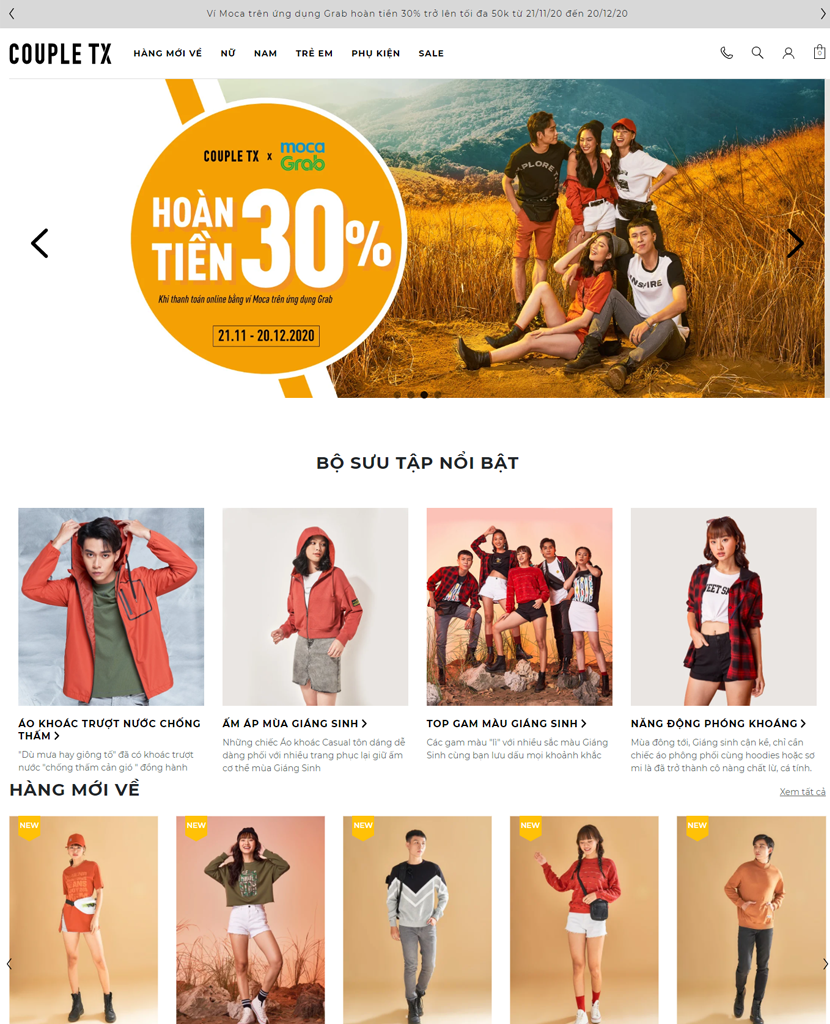 Ví Moca trên ứng dụng Grab hoàn tiền 30% trở lên tối đa 50k từ 21/11/20 đến 20/12/20
COUPLE TX
HÀNG MỚI VỀ NỮ NAM TRẺ EM PHỤ KIỆN SALE
0
COUPLE TX x moca Grab
HOÀN TIỀN 30%
Khi thanh toán online bằng ví Moca trên ứng dụng Grab
21.11 - 20.12.2020
BỘ SƯU TẬP NỔI BẬT
ÁO KHOÁC TRƯỢT NƯỚC CHỐNG
THẤM
"Dù mưa hay giông tố" đã có khoác trượt
nước "chống thấm cản gió " đồng hành
ẤM ÁP MÙA GIÁNG SINH
Những chiếc Áo khoác Casual tôn dáng dễ
dàng phối với nhiều trang phục lại giữ ấm
cơ thể mùa Giáng Sinh
TOP GAM MÀU GIÁNG SINH
Các gam màu "lì" với nhiều sắc màu Giáng
Sinh cùng bạn lưu dấu mọi khoảnh khắc
NĂNG ĐỘNG PHÓNG KHOÁNG
Mùa đông tới, Giáng sinh cận kề, chỉ cần
chiếc áo phông phối cùng hoodies hoặc sơ
mi là đã trở thành cô nàng chất lừ, cá tính.
HÀNG MỚI VỀ
Xem tất cả
NEW
NEW
NEW
NEW
NEW